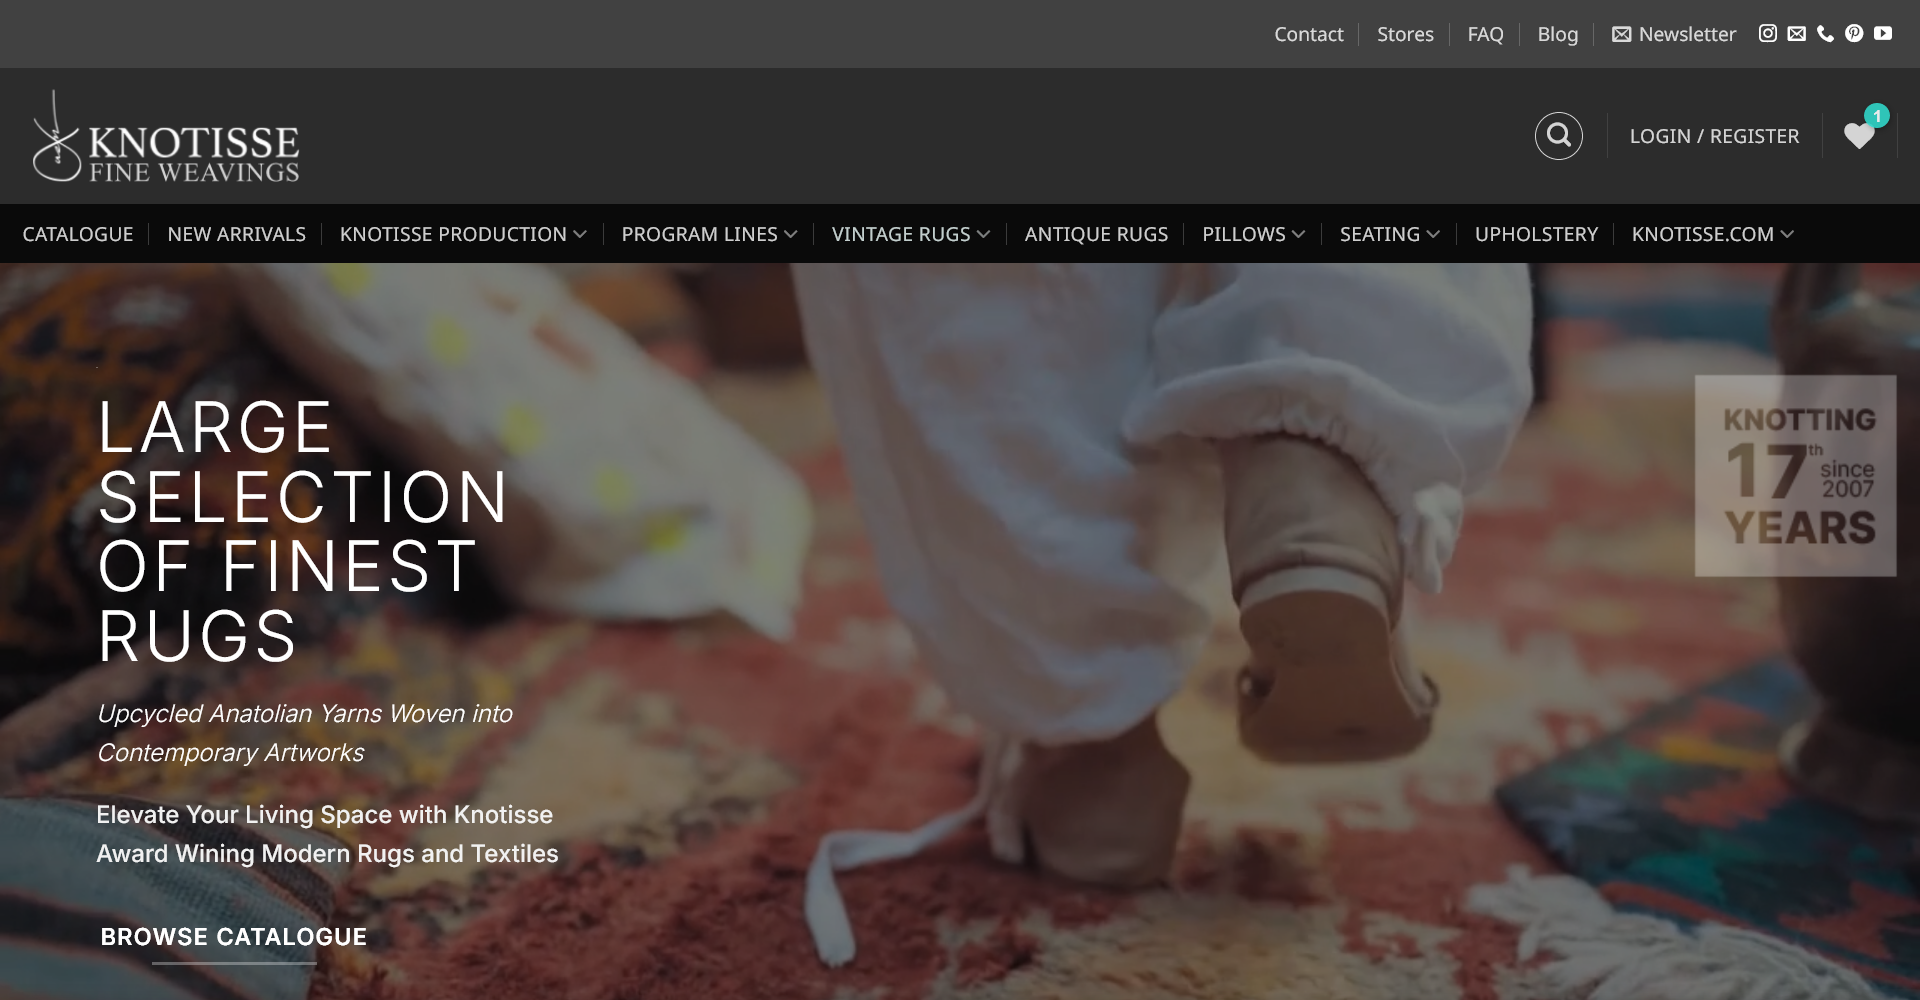 Contact Stores FAQ Blog Newsletter
KNOTISSE
FINE WEAVINGS
LOGIN / REGISTER
1
CATALOGUE NEW ARRIVALS KNOTISSE PRODUCTION PROGRAM LINES VINTAGE RUGS ANTIQUE RUGS PILLOWS SEATING UPHOLSTERY KNOTISSE.COM
LARGE
SELECTION
OF FINEST
RUGS
Upcycled Anatolian Yarns Woven into
Contemporary Artworks
Elevate Your Living Space with Knotisse
Award Wining Modern Rugs and Textiles
BROWSE CATALOGUE
KNOTTING
17th since
2007
YEARS